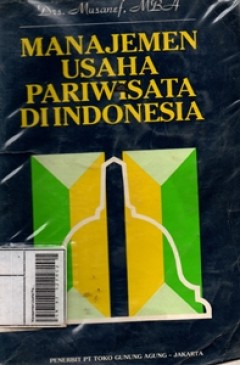 Drs. Musanef, MBA
MANAJEMEN
USAHA
PARIWISATA
DI INDONESIA
PENERBIT PT TOKO GUNUNG AGUNG - JAKARTA